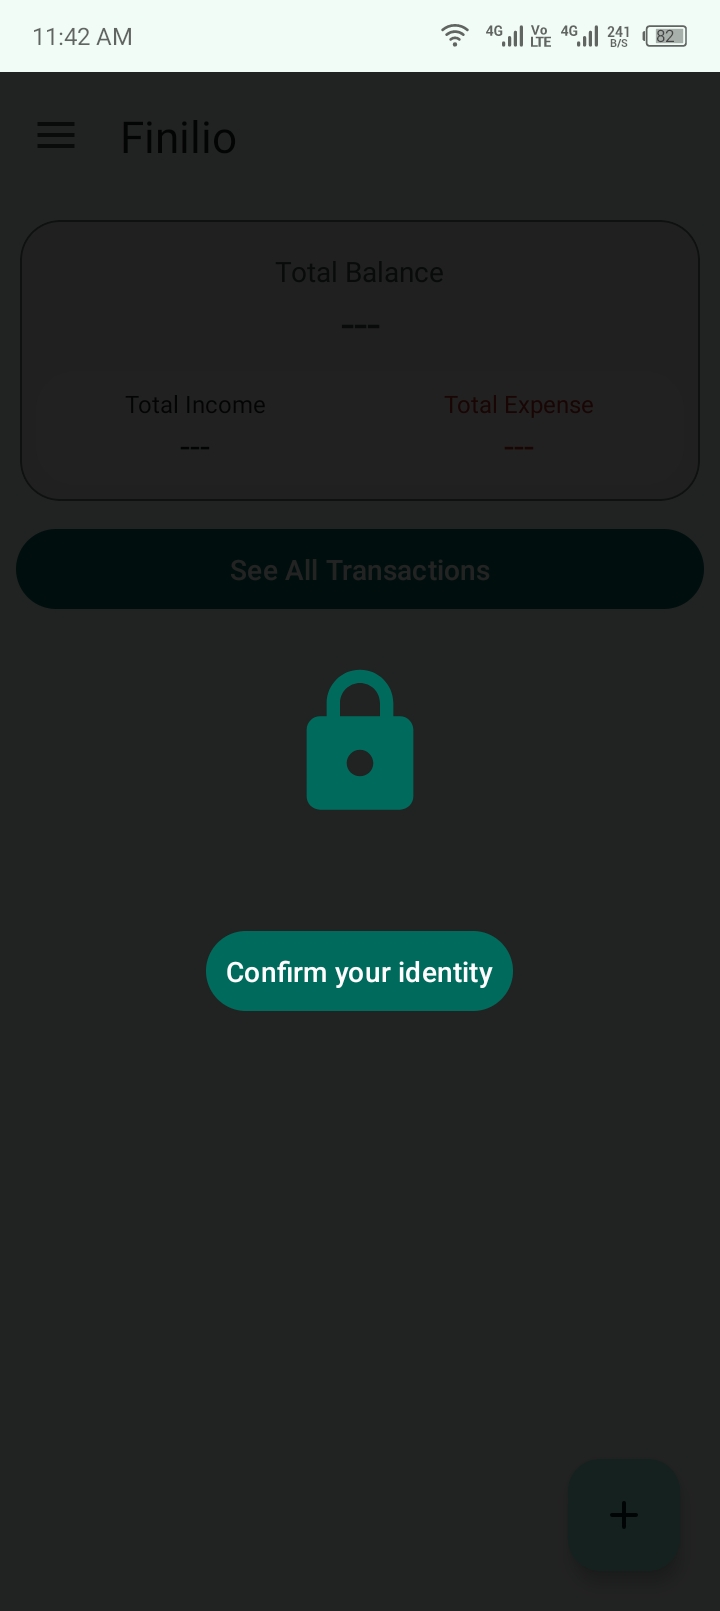 11:42 AM 4G Vo LTE 4G 241 B/S 82
Finilio
Total Balance
---
Total Income Total Expense
--- ---
See All Transactions
Confirm your identity
+